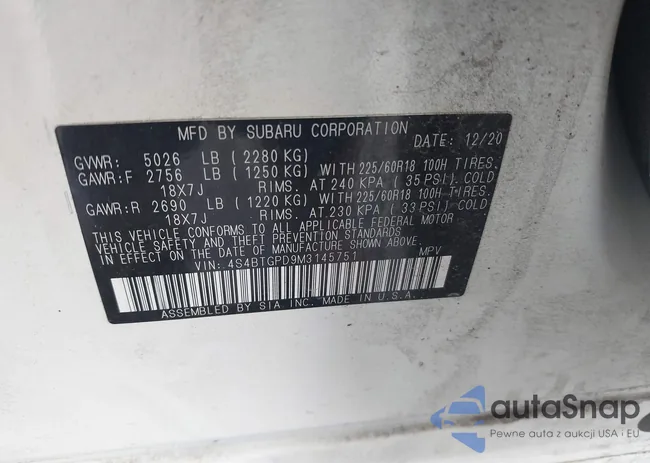 MFD BY SUBARU CORPORATION DATE: 12/20
GVWR: 5026 LB (2280 KG)
GAWR:F 2756 LB (1250 KG) WITH 225/60R18 100H TIRES.
18X7J RIMS. AT 240 KPA (35 PSI) COLD
GAWR:R 2690 LB (1220 KG) WITH 225/60R18 100H TIRES.
18X7J RIMS. AT 230 KPA (33 PSI) COLD
THIS VEHICLE CONFORMS TO ALL APPLICABLE FEDERAL MOTOR
VEHICLE SAFETY AND THEFT PREVENTION STANDARDS
IN EFFECT ON THE DATE OF MANUFACTURE SHOWN ABOVE.
VIN: 4S4BTGPD9M3145751 MPV
ASSEMBLED BY SIA INC. MADE IN U.S.A.
autaSnap
Pewne auta z aukcji USA i EU